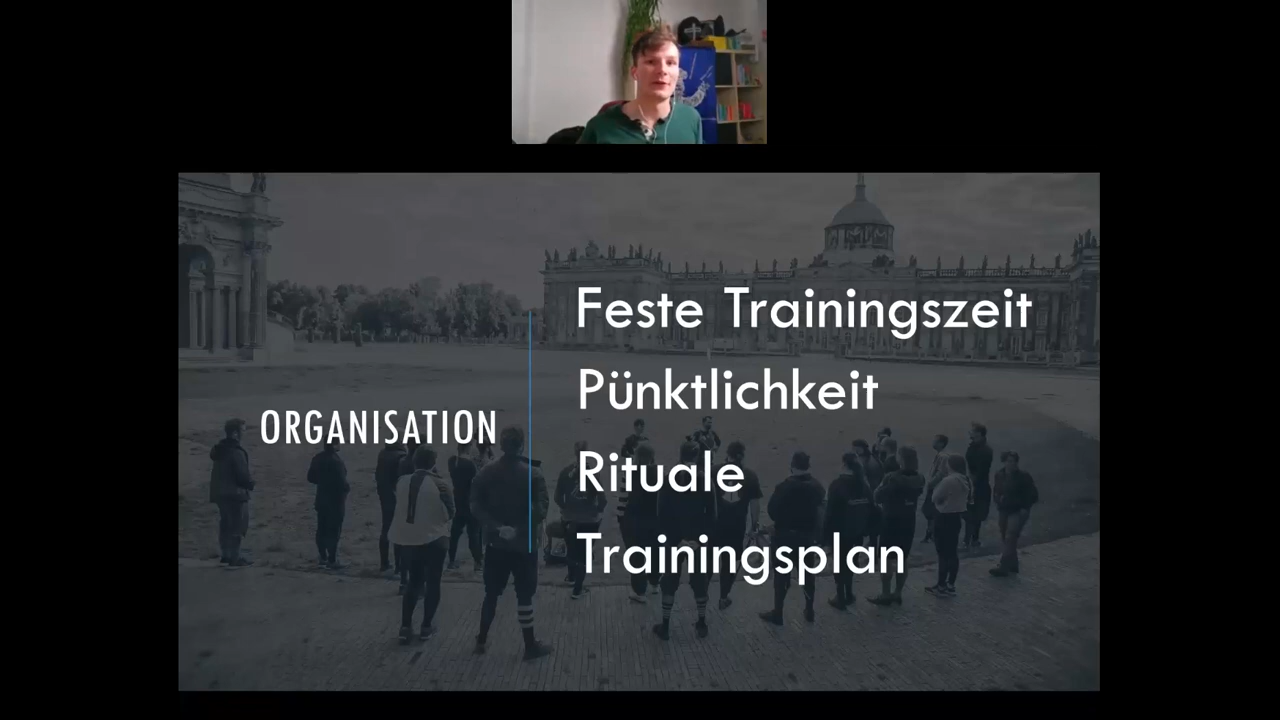 ORGANISATION
Feste Trainingszeit
Pünktlichkeit
Rituale
Trainingsplan